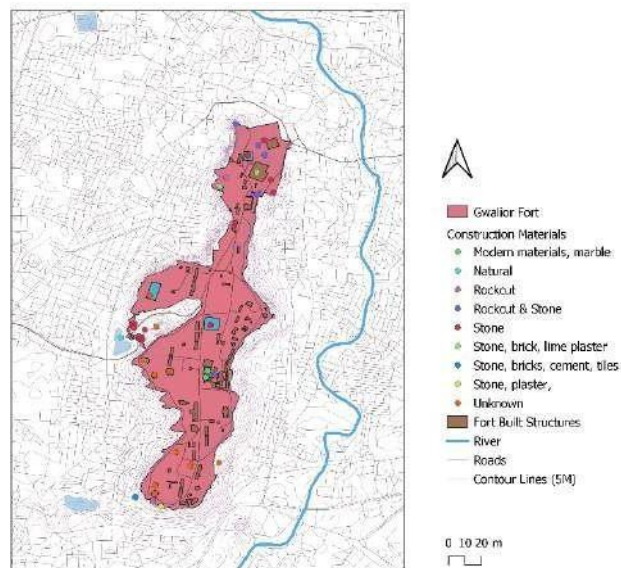 Gwalior Fort
Construction Materials
Modern materials, marble
Natural
Rockcut
Rockcut & Stone
Stone
Stone, brick, lime plaster
Stone, bricks, cement, tiles
Stone, plaster,
Unknown
Fort Built Structures
River
Roads
Contour Lines (5M)
0 10 20 m